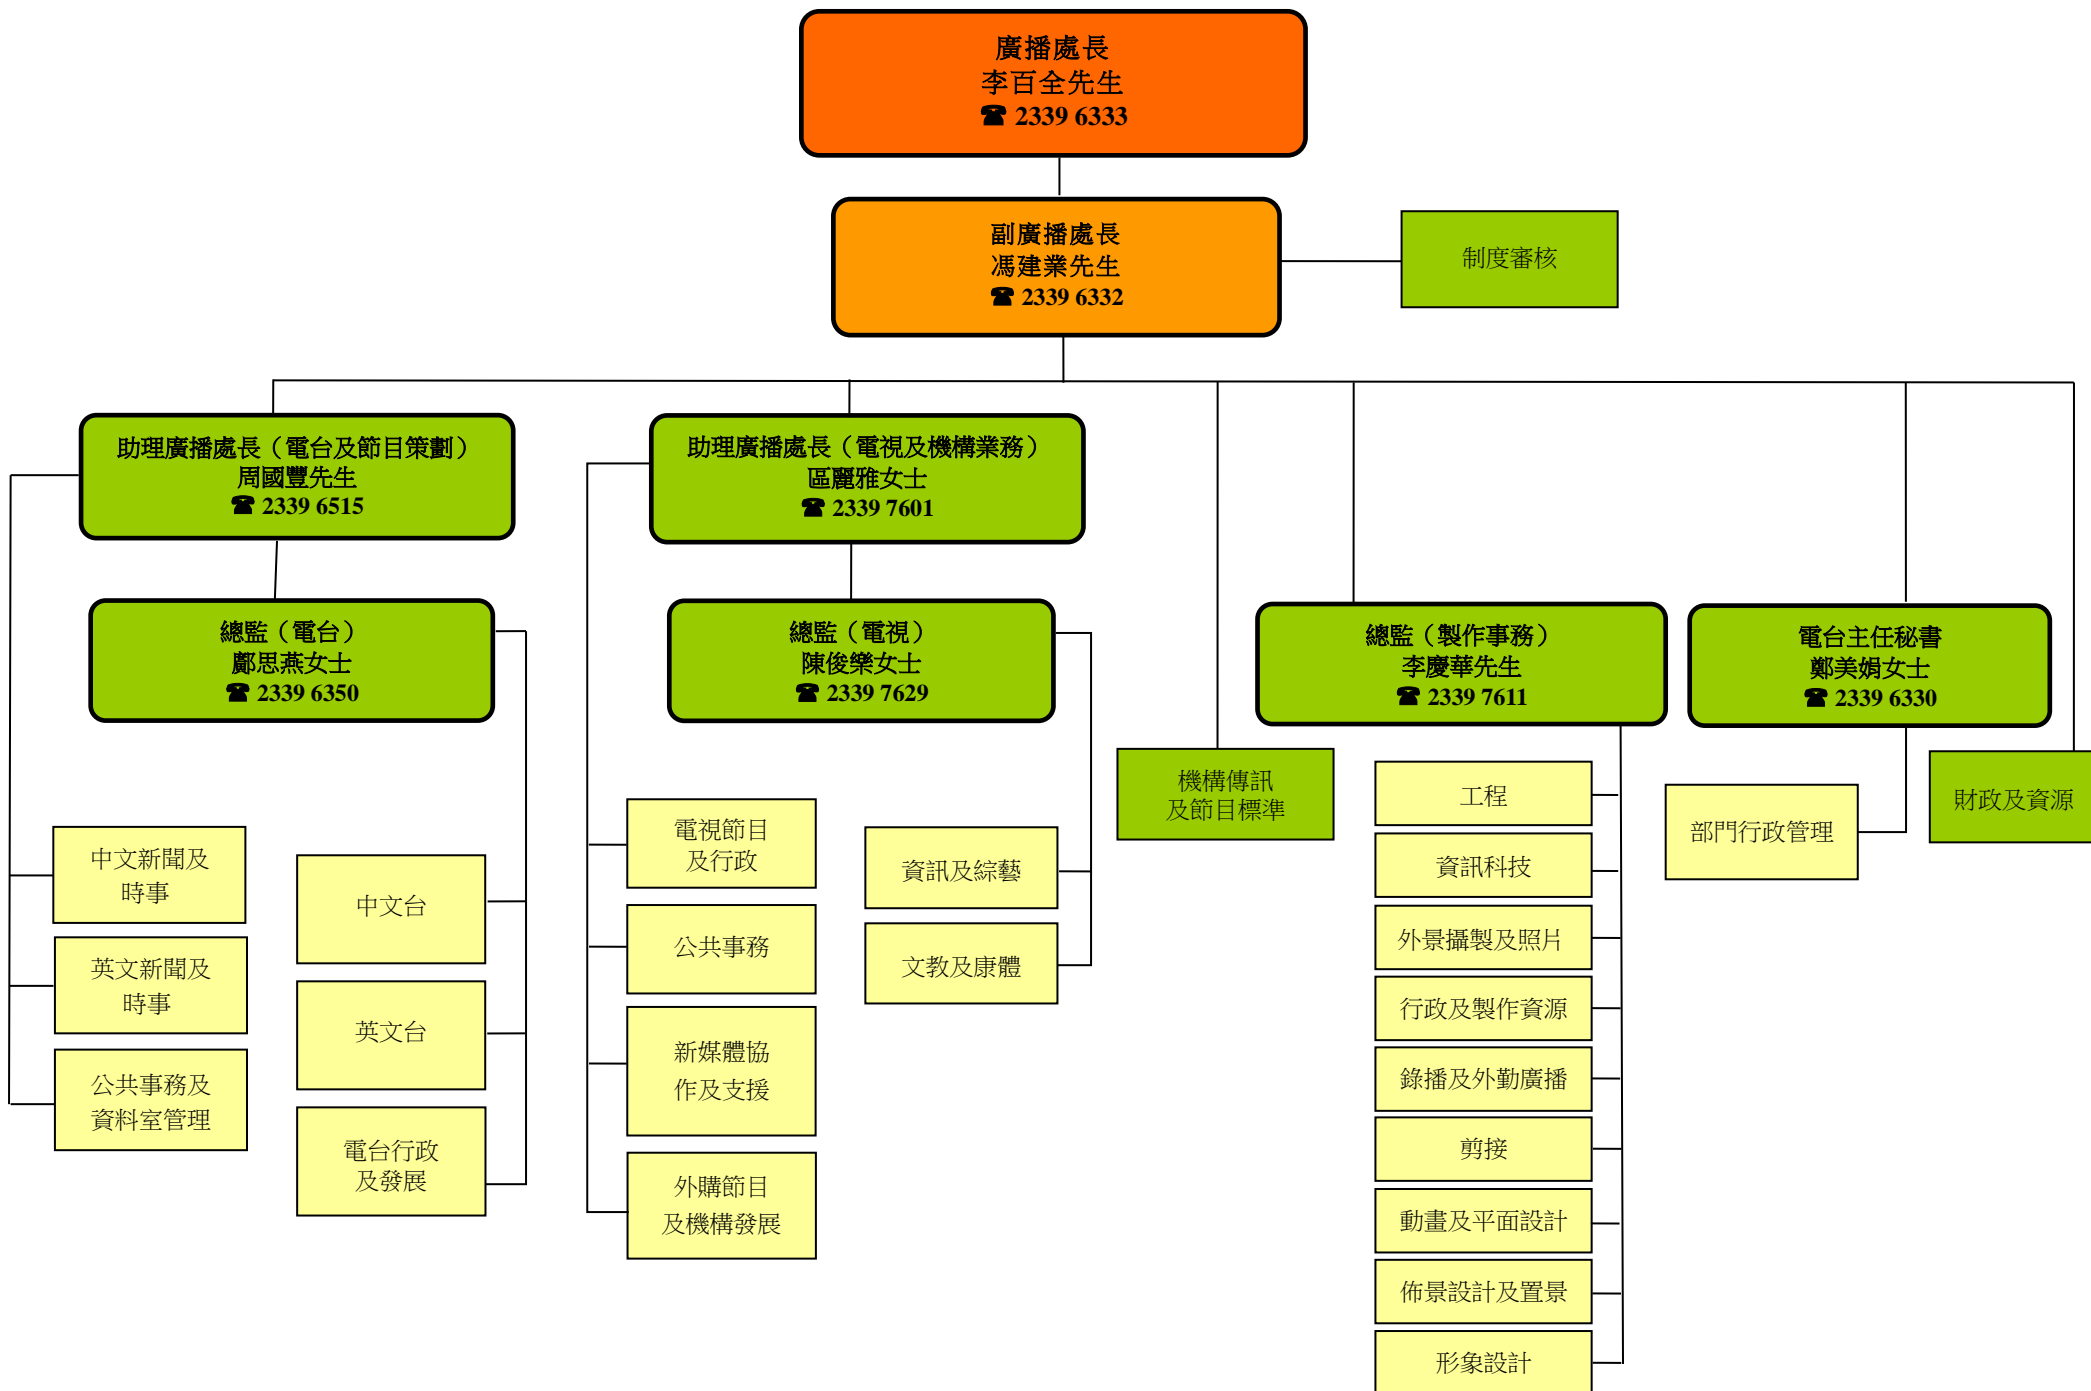 廣播處長
李百全先生
☎ 2339 6333
副廣播處長
馮建業先生
☎ 2339 6332
制度審核
助理廣播處長（電台及節目策劃）
周國豐先生
☎ 2339 6515
助理廣播處長（電視及機構業務）
區麗雅女士
☎ 2339 7601
總監（電台）
鄺思燕女士
☎ 2339 6350
總監（電視）
陳俊樂女士
☎ 2339 7629
總監（製作事務）
李慶華先生
☎ 2339 7611
電台主任秘書
鄭美娟女士
☎ 2339 6330
中文新聞及
時事
英文新聞及
時事
公共事務及
資料室管理
中文台
英文台
電台行政
及發展
電視節目
及行政
公共事務
新媒體協
作及支援
外購節目
及機構發展
資訊及綜藝
文教及康體
機構傳訊
及節目標準
工程
資訊科技
外景攝製及照片
行政及製作資源
錄播及外勤廣播
剪接
動畫及平面設計
佈景設計及置景
形象設計
部門行政管理
財政及資源